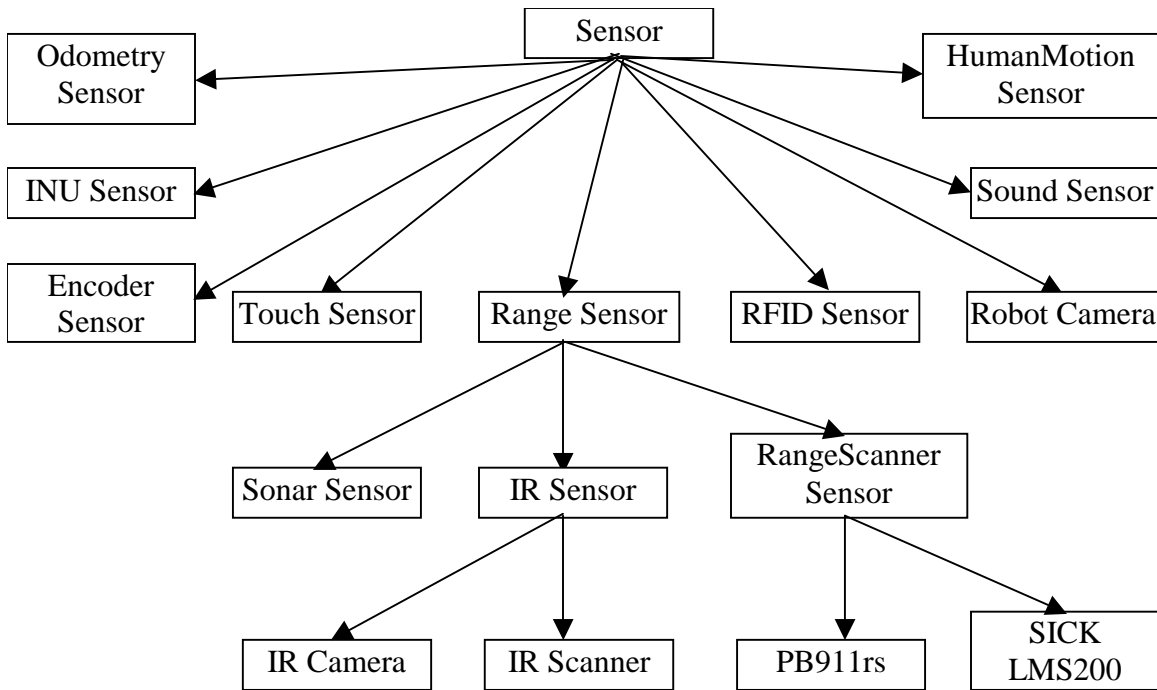 Sensor
Odometry
Sensor
HumanMotion
Sensor
INU Sensor
Sound Sensor
Encoder
Sensor
Touch Sensor
Range Sensor
RFID Sensor
Robot Camera
Sonar Sensor
IR Sensor
RangeScanner
Sensor
IR Camera
IR Scanner
PB911rs
SICK
LMS200